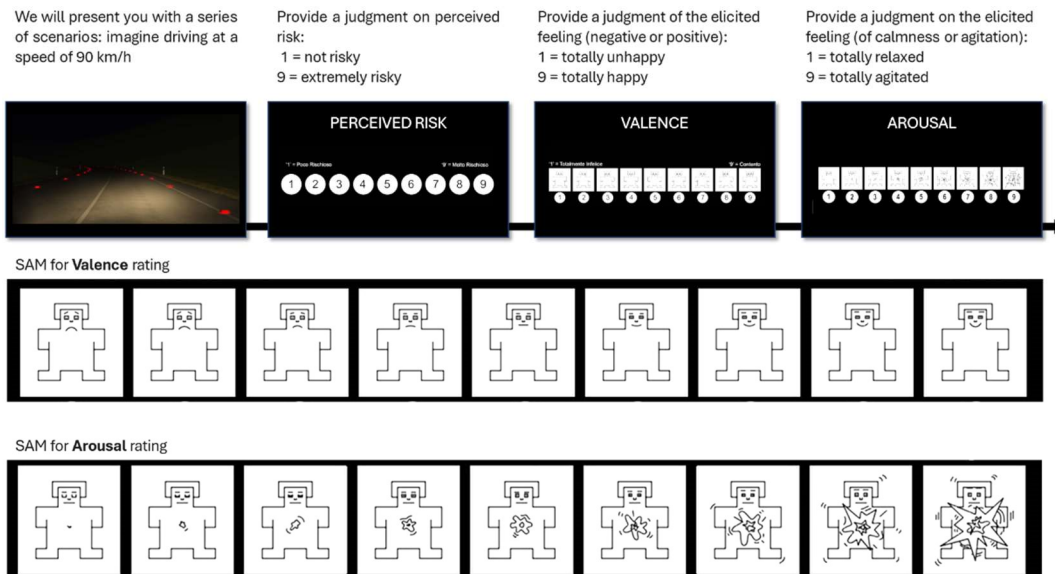 We will present you with a series
of scenarios: imagine driving at a
speed of 90 km/h
Provide a judgment on perceived
risk:
1 = not risky
9 = extremely risky
Provide a judgment of the elicited
feeling (negative or positive):
1 = totally unhappy
9 = totally happy
Provide a judgment on the elicited
feeling (of calmness or agitation):
1 = totally relaxed
9 = totally agitated
PERCEIVED RISK
"1" = Poco Rischioso "9" = Molto Rischioso
1 2 3 4 5 6 7 8 9
VALENCE
"1" = Totalmente Infelice "9" = Contento
1 2 3 4 5 6 7 8 9
AROUSAL
1 2 3 4 5 6 7 8 9
SAM for Valence rating
SAM for Arousal rating